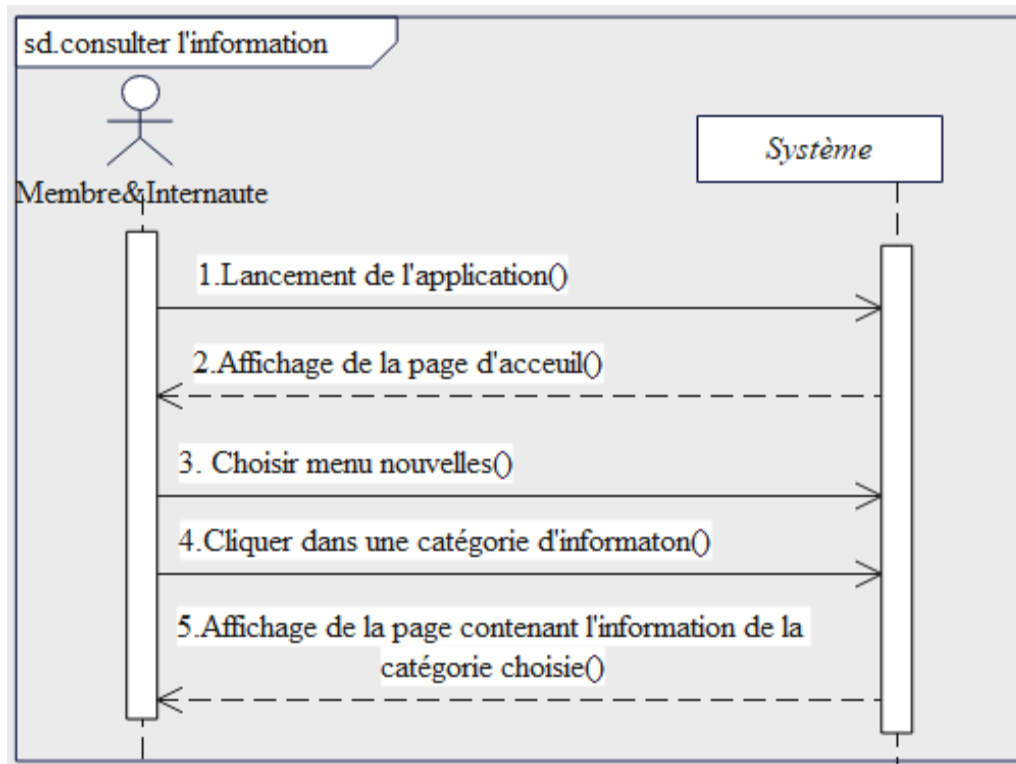 sd.consulter l'information
Système
Membre&Internaute
1.Lancement de l'application()
2.Affichage de la page d'acceuil()
3. Choisir menu nouvelles()
4.Cliquer dans une catégorie d'informaton()
5.Affichage de la page contenant l'information de la
catégorie choisie()